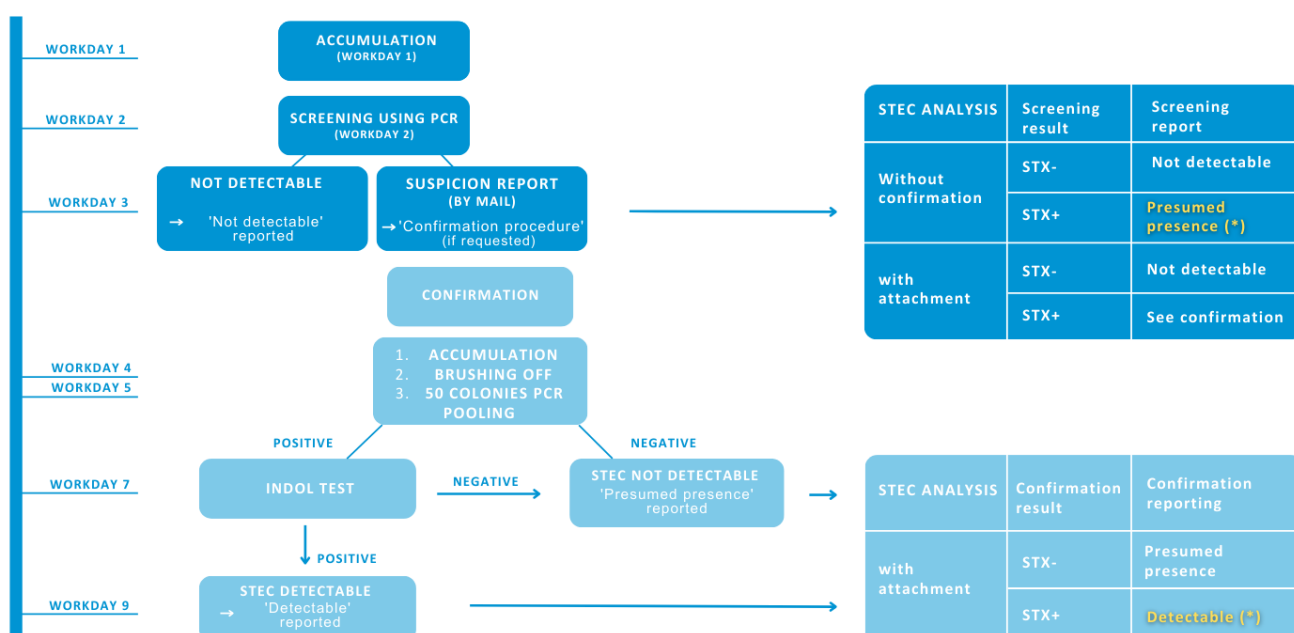 WORKDAY 1
ACCUMULATION
(WORKDAY 1)
WORKDAY 2
SCREENING USING PCR
(WORKDAY 2)
WORKDAY 3
NOT DETECTABLE
→ 'Not detectable'
reported
SUSPICION REPORT
(BY MAIL)
→ 'Confirmation procedure'
(if requested)
STEC ANALYSIS
Screening
result
Screening
report
Without
confirmation
STX-
Not detectable
STX+
Presumed
presence (*)
with
attachment
STX-
Not detectable
STX+
See confirmation
CONFIRMATION
WORKDAY 4
WORKDAY 5
1. ACCUMULATION
2. BRUSHING OFF
3. 50 COLONIES PCR
POOLING
POSITIVE
NEGATIVE
WORKDAY 7
INDOL TEST
NEGATIVE
STEC NOT DETECTABLE
'Presumed presence'
reported
POSITIVE
WORKDAY 9
STEC DETECTABLE
→ 'Detectable'
reported
STEC ANALYSIS
Confirmation
result
Confirmation
reporting
with
attachment
STX-
Presumed
presence
STX+
Detectable (*)